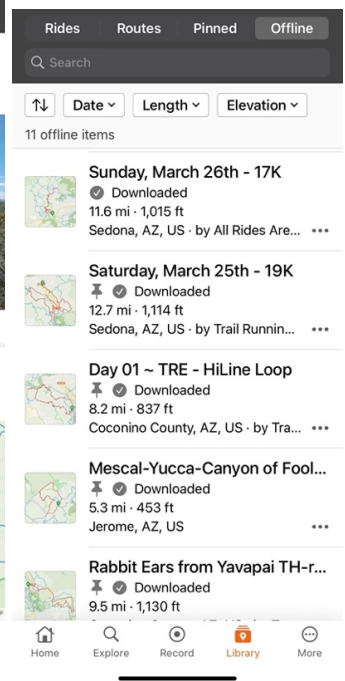 Rides Routes Pinned Offline
Search
Date Length Elevation
11 offline items
Sunday, March 26th - 17K
Downloaded
11.6 mi · 1,015 ft
Sedona, AZ, US · by All Rides Are...
Saturday, March 25th - 19K
Downloaded
12.7 mi · 1,114 ft
Sedona, AZ, US · by Trail Runnin...
Day 01 ~ TRE - HiLine Loop
Downloaded
8.2 mi · 837 ft
Coconino County, AZ, US · by Tra...
Mescal-Yucca-Canyon of Fool...
Downloaded
5.3 mi · 453 ft
Jerome, AZ, US
Rabbit Ears from Yavapai TH-r...
Downloaded
9.5 mi · 1,130 ft
Home Explore Record Library More